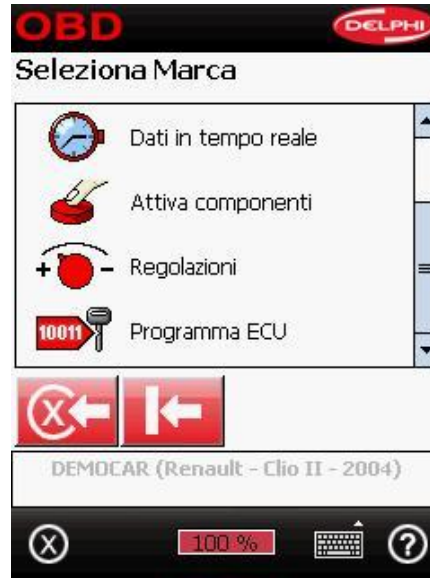 OBD
DELPHI
Seleziona Marca
Dati in tempo reale
Attiva componenti
+ -
Regolazioni
10011
Programma ECU
X
DEMOCAR (Renault - Clio II - 2004)
X
100 %
?